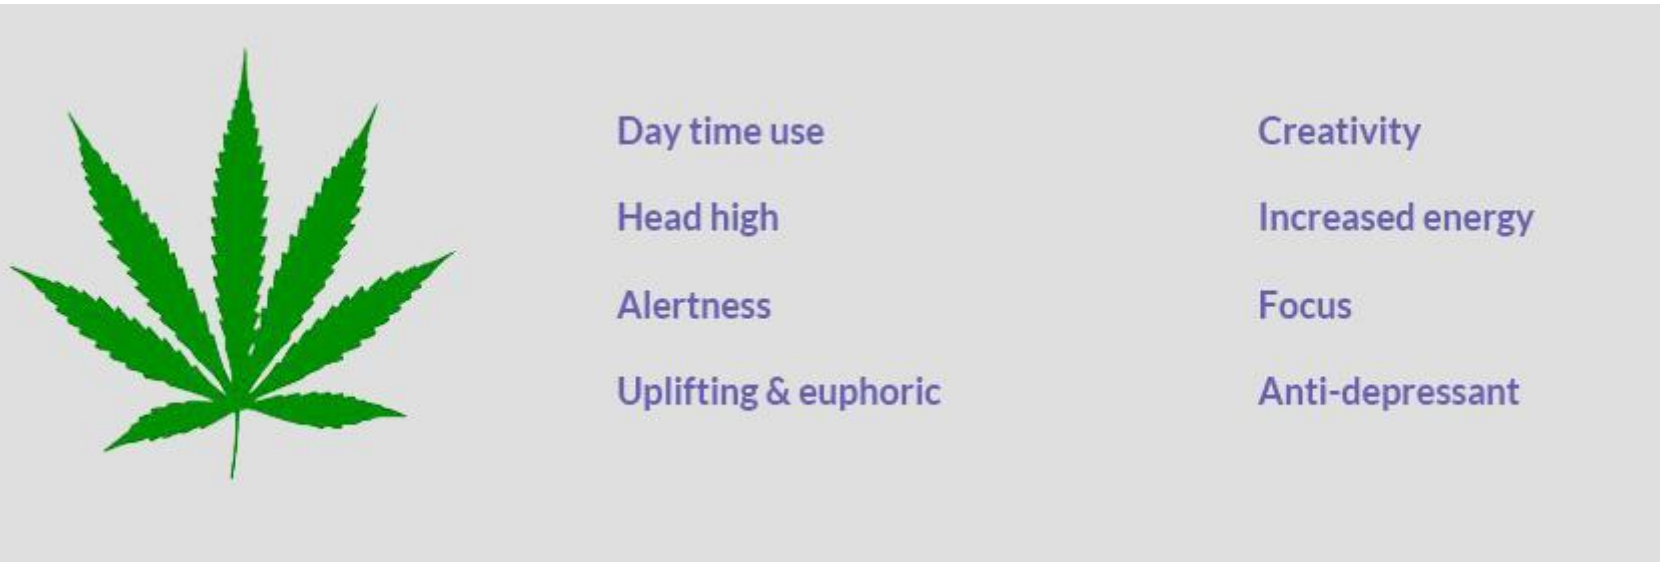 Day time use
Head high
Alertness
Uplifting & euphoric
Creativity
Increased energy
Focus
Anti-depressant